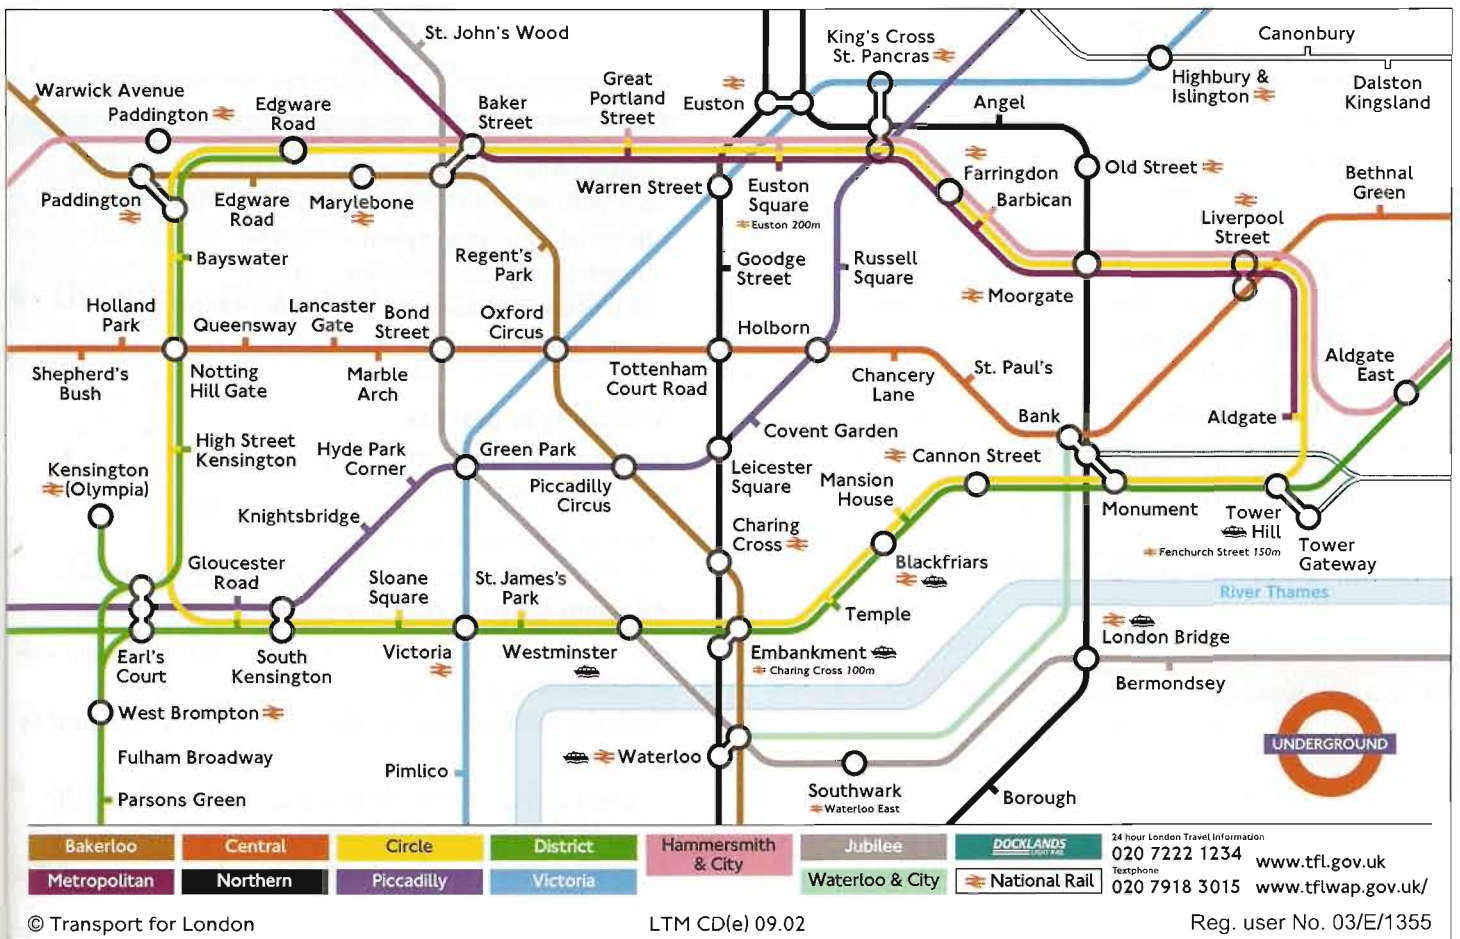 St. John's Wood
King's Cross
St. Pancras
Canonbury
Warwick Avenue
Paddington
Edgware
Road
Baker
Street
Great
Portland
Street
Euston
Angel
Highbury &
Islington
Dalston
Kingsland
Paddington
Edgware
Road
Marylebone
Warren Street
Euston
Square
Euston 200m
Farringdon
Barbican
Old Street
Liverpool
Street
Bethnal
Green
Bayswater
Regent's
Park
Goodge
Street
Russell
Square
Moorgate
Holland
Park
Queensway
Lancaster
Gate
Bond
Street
Oxford
Circus
Holborn
Shepherd's
Bush
Notting
Hill Gate
Marble
Arch
Tottenham
Court Road
Chancery
Lane
St. Paul's
Aldgate
East
High Street
Kensington
Hyde Park
Corner
Green Park
Covent Garden
Bank
Aldgate
Kensington
(Olympia)
Knightsbridge
Piccadilly
Circus
Leicester
Square
Cannon Street
Mansion
House
Monument
Tower
Hill
Fenchurch Street 150m
Tower
Gateway
Charing
Cross
Blackfriars
Gloucester
Road
Sloane
Square
St. James's
Park
Temple
River Thames
Earl's
Court
South
Kensington
Victoria
Westminster
Embankment
Charing Cross 100m
London Bridge
Bermondsey
West Brompton
Fulham Broadway
Parsons Green
Pimlico
Waterloo
Southwark
Waterloo East
Borough
UNDERGROUND
Bakerloo
Central
Circle
District
Hammersmith
& City
Jubilee
DOCKLANDS
LIGHT RAIL
Metropolitan
Northern
Piccadilly
Victoria
Waterloo & City
National Rail
24 hour London Travel Information
020 7222 1234
Textphone
020 7918 3015
www.tfl.gov.uk
www.tflwap.gov.uk/
© Transport for London
LTM CD(e) 09.02
Reg. user No. 03/E/1355